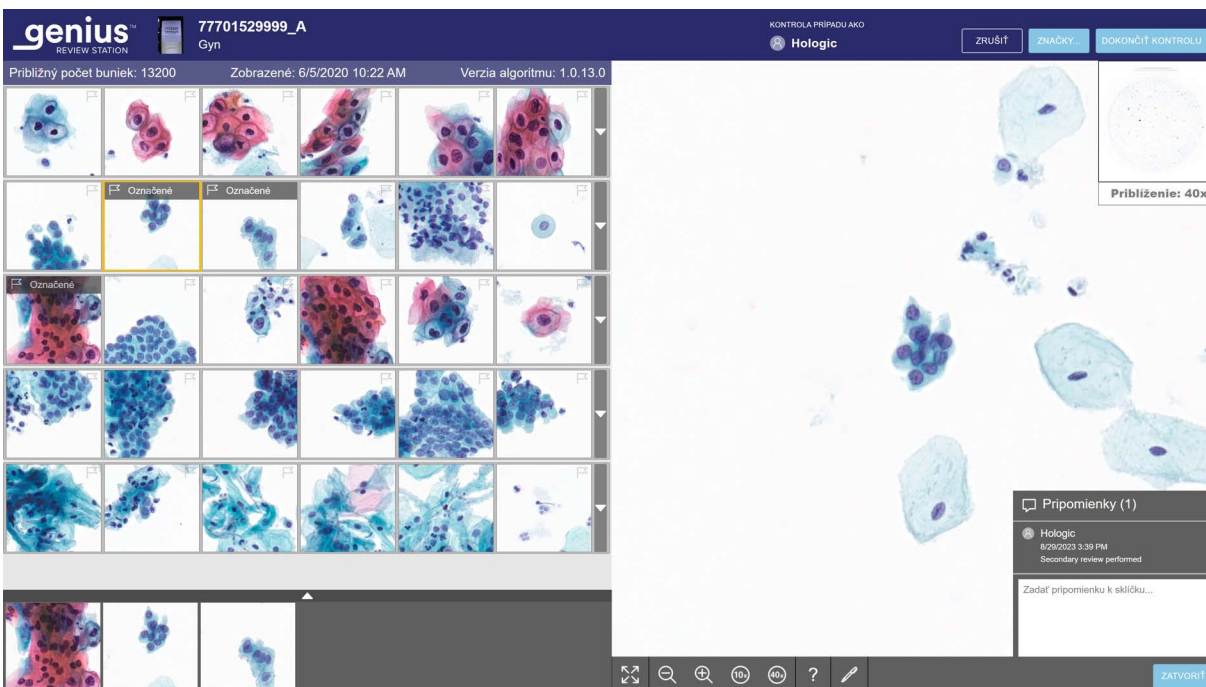 genius™
REVIEW STATION
77701529999_A
Gyn
KONTROLA PRÍPADU AKO
Hologic
ZRUŠIŤ
ZNAČKY...
DOKONČIŤ KONTROLU
Približný počet buniek: 13200
Zobrazené: 6/5/2020 10:22 AM
Verzia algoritmu: 1.0.13.0
Priblíženie: 40x
Označené
Označené
Označené
Pripomienky (1)
Hologic
8/29/2023 3:39 PM
Secondary review performed
Zadať pripomienku k sklíčku...
10x
40x
?
ZATVORIŤ